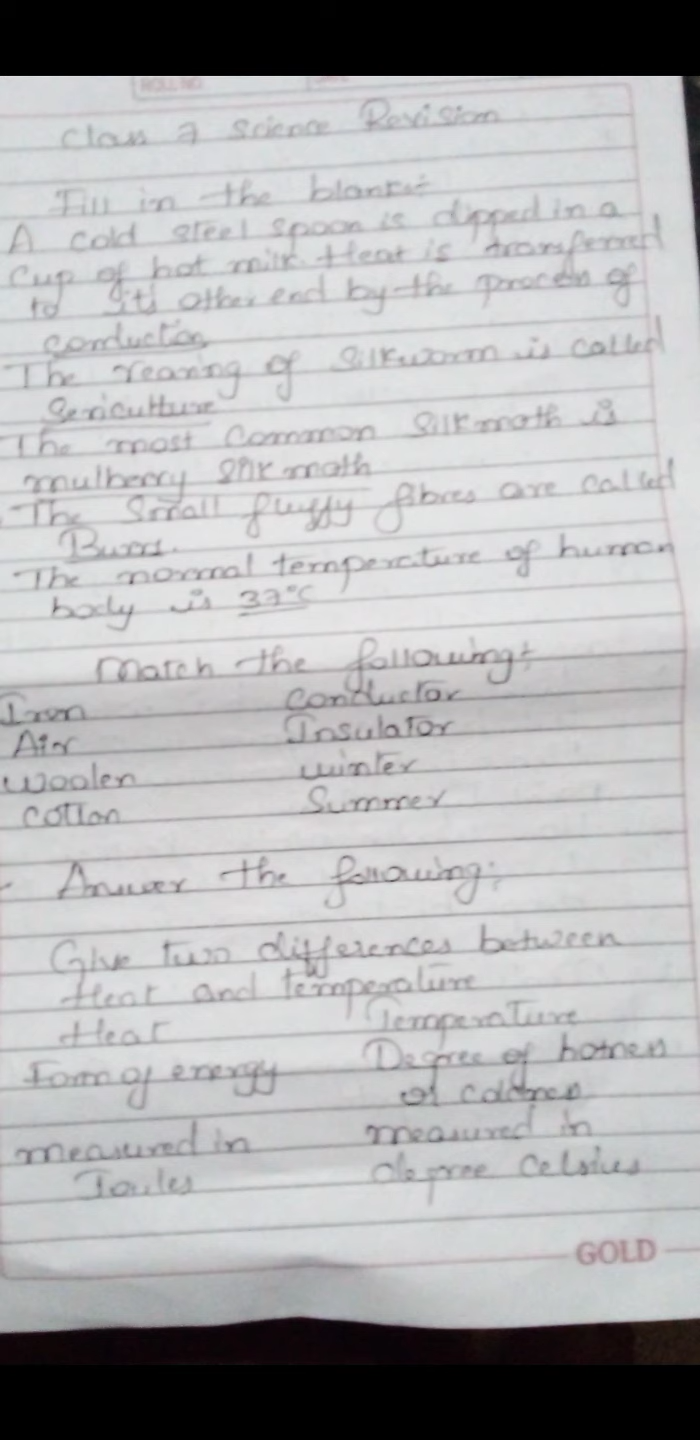 Class 7 Science Revision
Fill in the blanks:
A cold steel spoon is dipped in a
cup of hot milk. Heat is transferred
to its other end by the process of
conduction
The rearing of silkworm is called
Sericulture
The most common silk moth is
mulberry silk moth
The small fluffy fibres are called
Burrs.
The normal temperature of human
body is 37°C
Match the following:
Iron Conductor
Air Insulator
Woolen winter
Cotton Summer
Answer the following:
Give two differences between
Heat and temperature
Heat Temperature
Form of energy Degree of hotness
or coldness
measured in measured in
Joules degree Celsius
GOLD